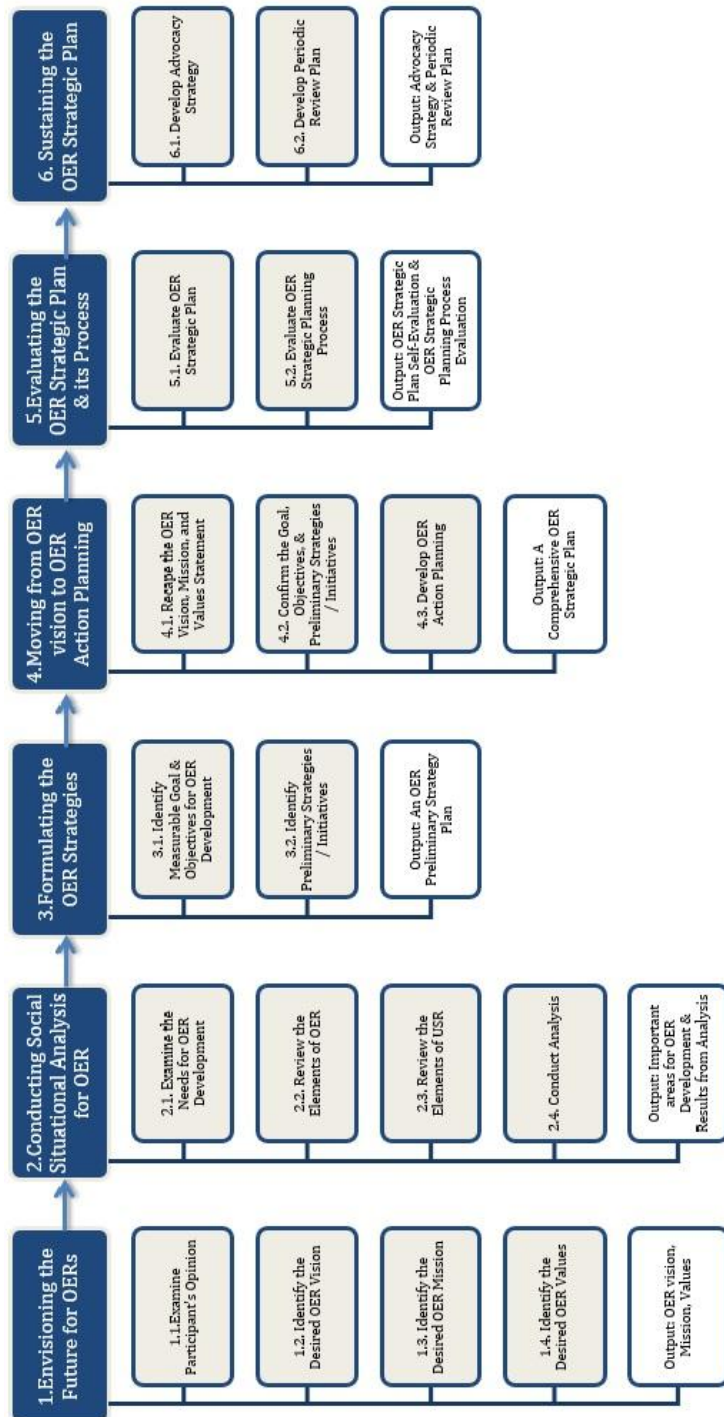 1.Envisioning the
Future for OERs
1.1.Examine
Participant's Opinion
1.2. Identify the
Desired OER Vision
1.3. Identify the
Desired OER Mission
1.4. Identify the
Desired OER Values
Output: OER vision,
Mission, Values
2.Conducting Social
Situational Analysis
for OER
2.1. Examine the
Needs for OER
Development
2.2. Review the
Elements of OER
2.3. Review the
Elements of USR
2.4. Conduct Analysis
Output: Important
areas for OER
Development &
Results from Analysis
3.Formulating the
OER Strategies
3.1. Identify
Measurable Goal &
Objectives for OER
Development
3.2. Identify
Preliminary Strategies
/ Initiatives
Output: An OER
Preliminary Strategy
Plan
4.Moving from OER
vision to OER
Action Planning
4.1. Recape the OER
Vision, Mission, and
Values Statement
4.2. Confirm the Goal,
Objectives, &
Preliminary Strategies
/ Initiatives
4.3. Develop OER
Action Planning
Output: A
Comprehensive OER
Strategic Plan
5.Evaluating the
OER Strategic Plan
& its Process
5.1. Evaluate OER
Strategic Plan
5.2. Evaluate OER
Strategic Planning
Process
Output: OER Strategic
Plan Self-Evaluation &
OER Strategic
Planning Process
Evaluation
6. Sustaining the
OER Strategic Plan
6.1. Develop Advocacy
Strategy
6.2. Develop Periodic
Review Plan
Output: Advocacy
Strategy & Periodic
Review Plan